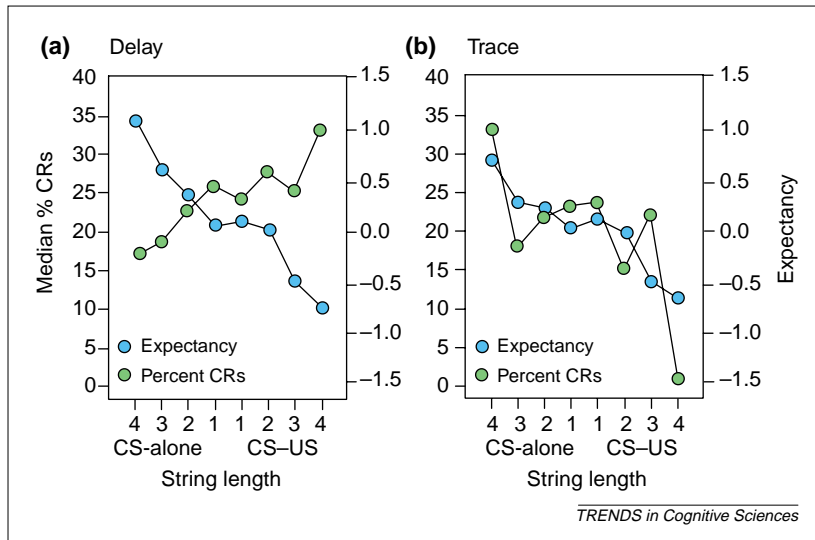 (a) Delay
40
35
30
25
20
15
10
5
0
Median % CRs
1.5
1.0
0.5
0.0
–0.5
–1.0
–1.5
Expectancy
Percent CRs
4 3 2 1 1 2 3 4
CS-alone CS–US
String length
(b) Trace
40
35
30
25
20
15
10
5
0
1.5
1.0
0.5
0.0
–0.5
–1.0
–1.5
Expectancy
Expectancy
Percent CRs
4 3 2 1 1 2 3 4
CS-alone CS–US
String length
TRENDS in Cognitive Sciences